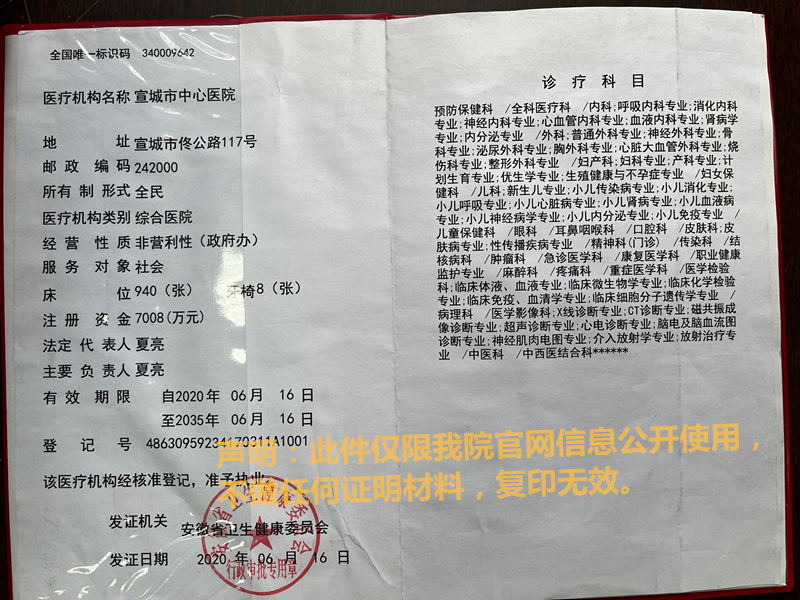 全国唯一标识码 340009642
医疗机构名称 宣城市中心医院
地 址 宣城市佟公路117号
邮政 编码 242000
所有 制 形式 全民
医疗机构类别 综合医院
经营 性质 非营利性（政府办）
服务 对象 社会
床 位 940（张） 牙椅8（张）
注册 资金 7008(万元)
法定 代 表人 夏亮
主要 负 责人 夏亮
有效 期限 自2020年 06月 16日
至2035年 06月 16日
登 记 号 48630959234170311A1001
该医疗机构经核准登记，准予执业
发证机关 安徽省卫生健康委员会
发证日期 2020 年 06 月 16 日
安徽省卫生健康委员会
行政审批专用章
诊疗科目
预防保健科 /全科医疗科 /内科;呼吸内科专业;消化内科
专业;神经内科专业;心血管内科专业;血液内科专业;肾病学
专业;内分泌专业 /外科;普通外科专业;神经外科专业;骨
科专业;泌尿外科专业;胸外科专业;心脏大血管外科专业;烧
伤科专业;整形外科专业 /妇产科;妇科专业;产科专业;计
划生育专业;优生学专业;生殖健康与不孕症专业 /妇女保
健科 /儿科;新生儿专业;小儿传染病专业;小儿消化专业;
小儿呼吸专业;小儿心脏病专业;小儿肾病专业;小儿血液病
专业;小儿神经病学专业;小儿内分泌专业;小儿免疫专业 /
儿童保健科 /眼科 /耳鼻咽喉科 /口腔科 /皮肤科;皮
肤病专业;性传播疾病专业 /精神科(门诊) /传染科 /结
核病科 /肿瘤科 /急诊医学科 /康复医学科 /职业健康
监护专业 /麻醉科 /疼痛科 /重症医学科 /医学检验
科;临床体液、血液专业;临床微生物学专业;临床化学检验
专业;临床免疫、血清学专业;临床细胞分子遗传学专业 /
病理科 /医学影像科;X线诊断专业;CT诊断专业;磁共振成
像诊断专业;超声诊断专业;心电诊断专业;脑电及脑血流图
诊断专业;神经肌肉电图专业;介入放射学专业;放射治疗专
业 /中医科 /中西医结合科******
声明：此件仅限我院官网信息公开使用，
不做任何证明材料，复印无效。